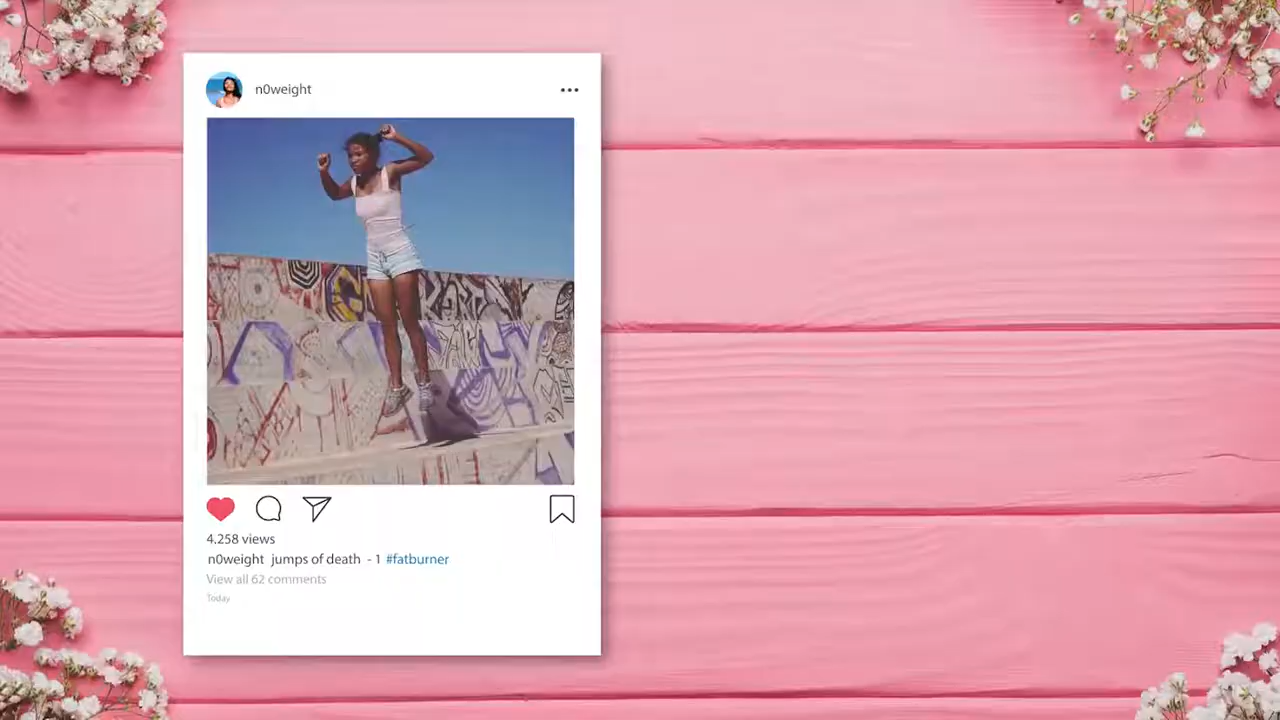 n0weight
4.258 views
n0weight jumps of death - 1 #fatburner
View all 62 comments
Today